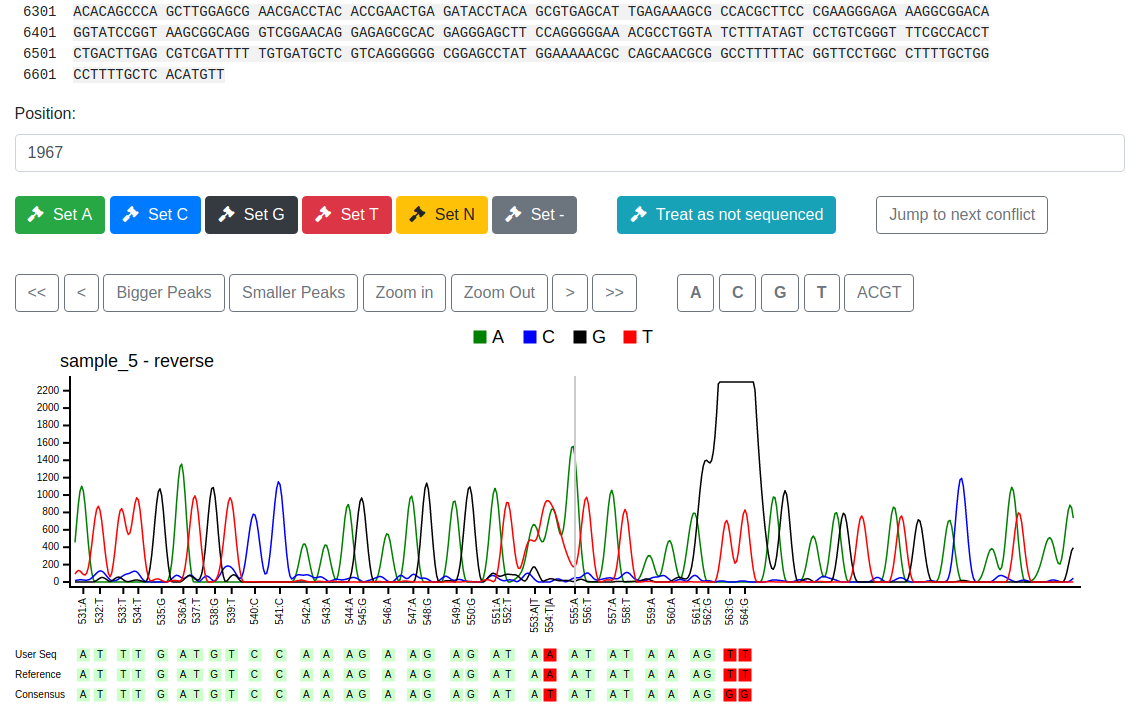 6301 ACACAGCCCA GCTTGGAGCG AACGACCTAC ACCGAACTGA GATACCTACA GCGTGAGCAT TGAGAAAGCG CCACGCTTCC CGAAGGGAGA AAGGCGGACA
6401 GGTATCCGGT AAGCGGCAGG GTCGGAACAG GAGAGCGCAC GAGGGAGCTT CCAGGGGGAA ACGCCTGGTA TCTTTATAGT CCTGTCGGGT TTCGCCACCT
6501 CTGACTTGAG CGTCGATTTT TGTGATGCTC GTCAGGGGGG CGGAGCCTAT GGAAAAACGC CAGCAACGCG GCCTTTTTAC GGTTCCTGGC CTTTTGCTGG
6601 CCTTTTGCTC ACATGTT
Position:
1967
Set A Set C Set G Set T Set N Set - Treat as not sequenced Jump to next conflict
<< < Bigger Peaks Smaller Peaks Zoom in Zoom Out > >> A C G T ACGT
A C G T
sample_5 - reverse
2200
2000
1800
1600
1400
1200
1000
800
600
400
200
0
531:A 532:T 533:T 534:T 535:G 536:A 537:T 538:G 539:T 540:C 541:C 542:A 543:A 544:A 545:G 546:A 547:A 548:G 549:A 550:G 551:A 552:T 553:A|T 554:T|A 555:A 556:T 557:A 558:T 559:A 560:A 561:A 562:G 563:G 564:G
User Seq A T T T G A T G T C C A A A G A A G A G A T A A A T A T A A A G T T
Reference A T T T G A T G T C C A A A G A A G A G A T A A A T A T A A A G T T
Consensus A T T T G A T G T C C A A A G A A G A G A T A T A T A T A A A G G G